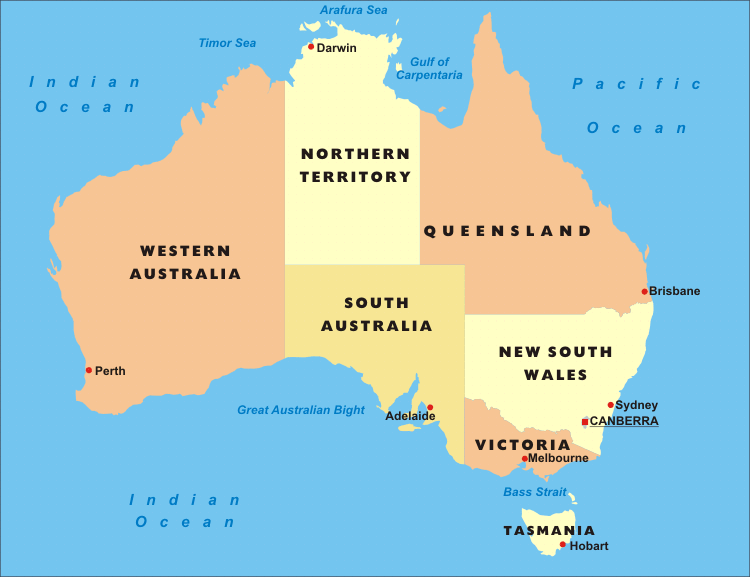 Arafura Sea
Timor Sea
Darwin
Gulf of
Carpentaria
Indian
Ocean
Pacific
Ocean
NORTHERN
TERRITORY
QUEENSLAND
WESTERN
AUSTRALIA
Brisbane
SOUTH
AUSTRALIA
NEW SOUTH
WALES
Perth
Great Australian Bight
Adelaide
Sydney
CANBERRA
VICTORIA
Melbourne
Bass Strait
Indian
Ocean
TASMANIA
Hobart